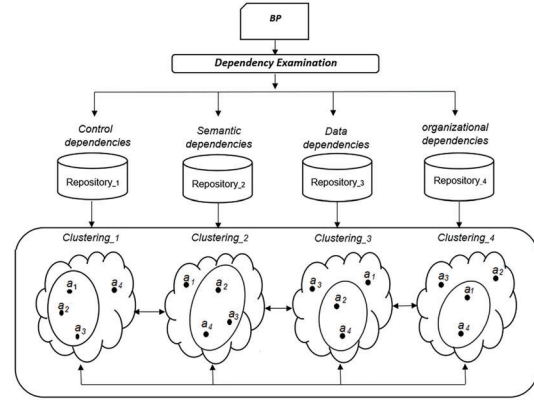 BP
Dependency Examination
Control
dependencies
Semantic
dependencies
Data
dependencies
organizational
dependencies
Repository_1
Repository_2
Repository_3
Repository_4
Clustering_1
Clustering_2
Clustering_3
Clustering_4
a1
a4
a2
a3
a1
a2
a3
a4
a3
a1
a2
a4
a3
a2
a1
a4